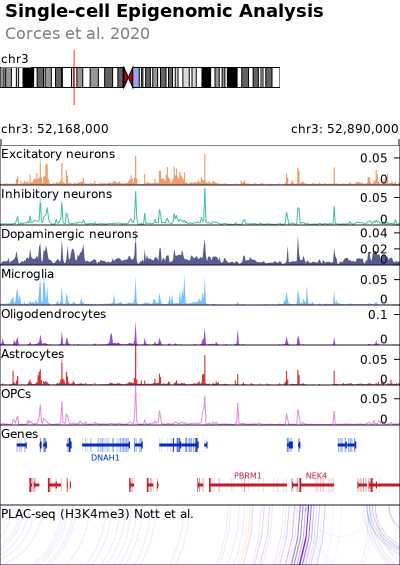 Single-cell Epigenomic Analysis
Corces et al. 2020
chr3
chr3: 52,168,000 chr3: 52,890,000
Excitatory neurons 0.05
0
Inhibitory neurons 0.05
0
Dopaminergic neurons 0.04
0.02
0
Microglia 0.05
0
Oligodendrocytes 0.1
0
Astrocytes 0.05
0
OPCs 0.05
0
Genes
DNAH1
PBRM1 NEK4
PLAC-seq (H3K4me3) Nott et al.